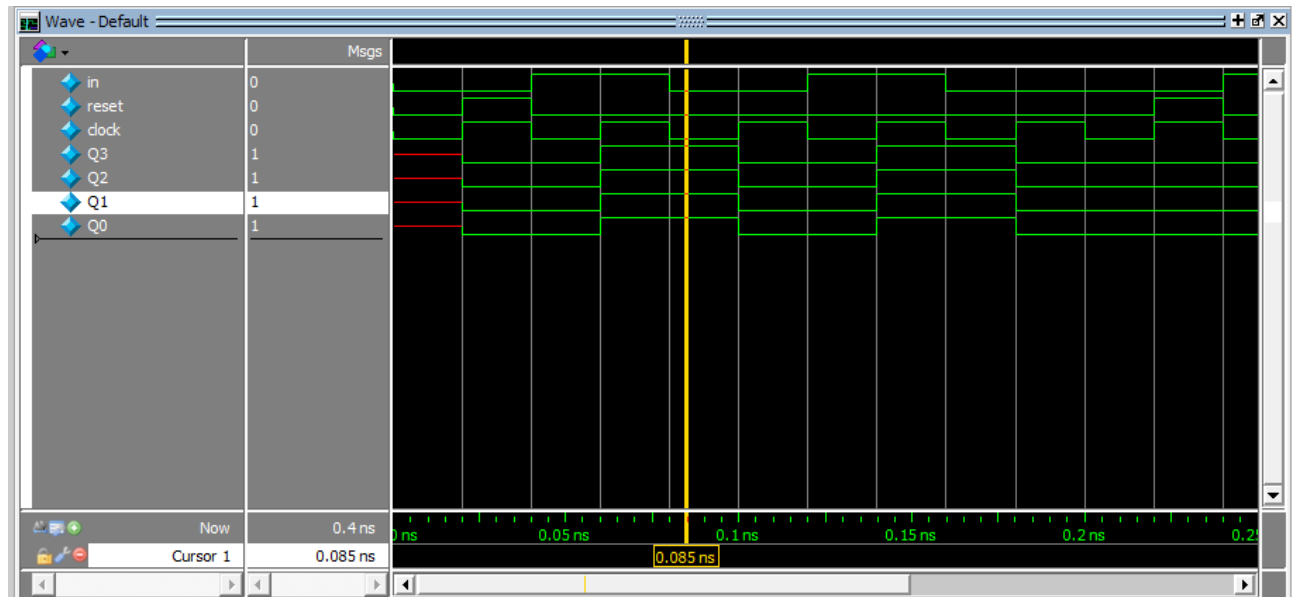 Wave - Default
Msgs
in 0
reset 0
clock 0
Q3 1
Q2 1
Q1 1
Q0 1
Now 0.4 ns
ns 0.05 ns 0.1 ns 0.15 ns 0.2 ns
Cursor 1 0.085 ns
0.085 ns